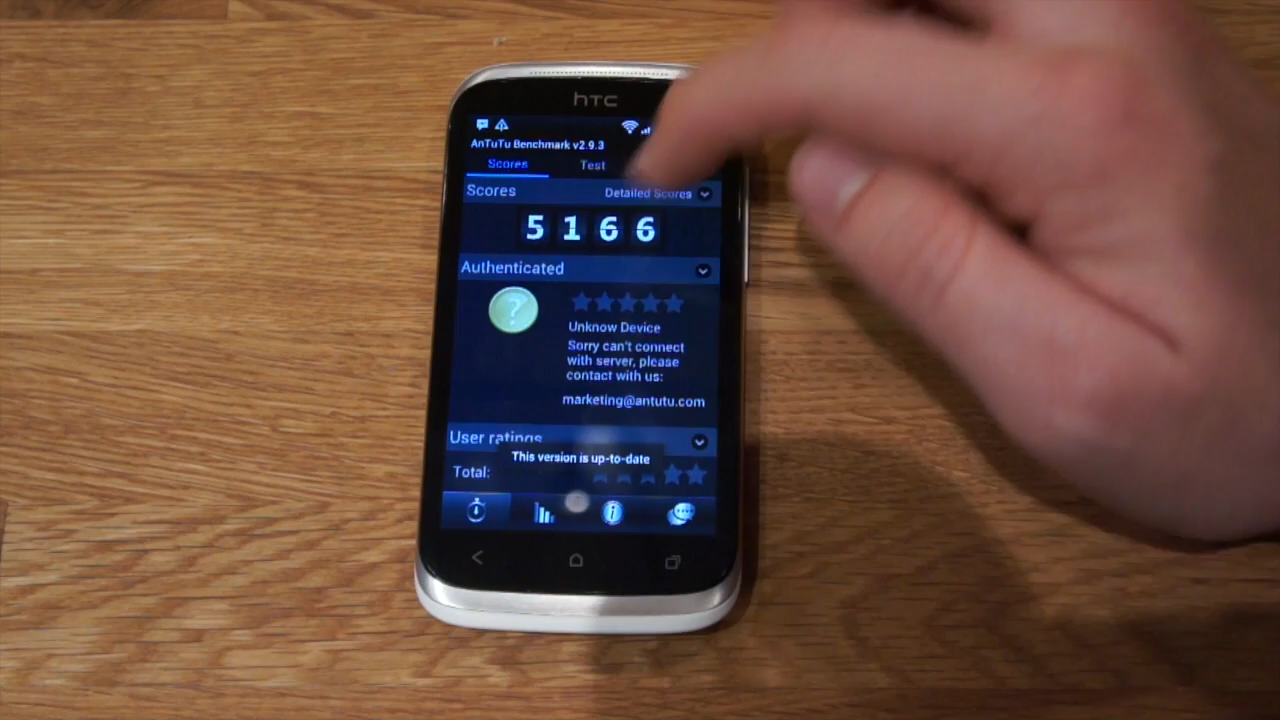 hTC
AnTuTu Benchmark v2.9.3
Scores Test
Scores Detailed Scores
5166
Authenticated
?
Unknow Device
Sorry can't connect
with server, please
contact with us:
marketing@antutu.com
User ratings
This version is up-to-date
Total: